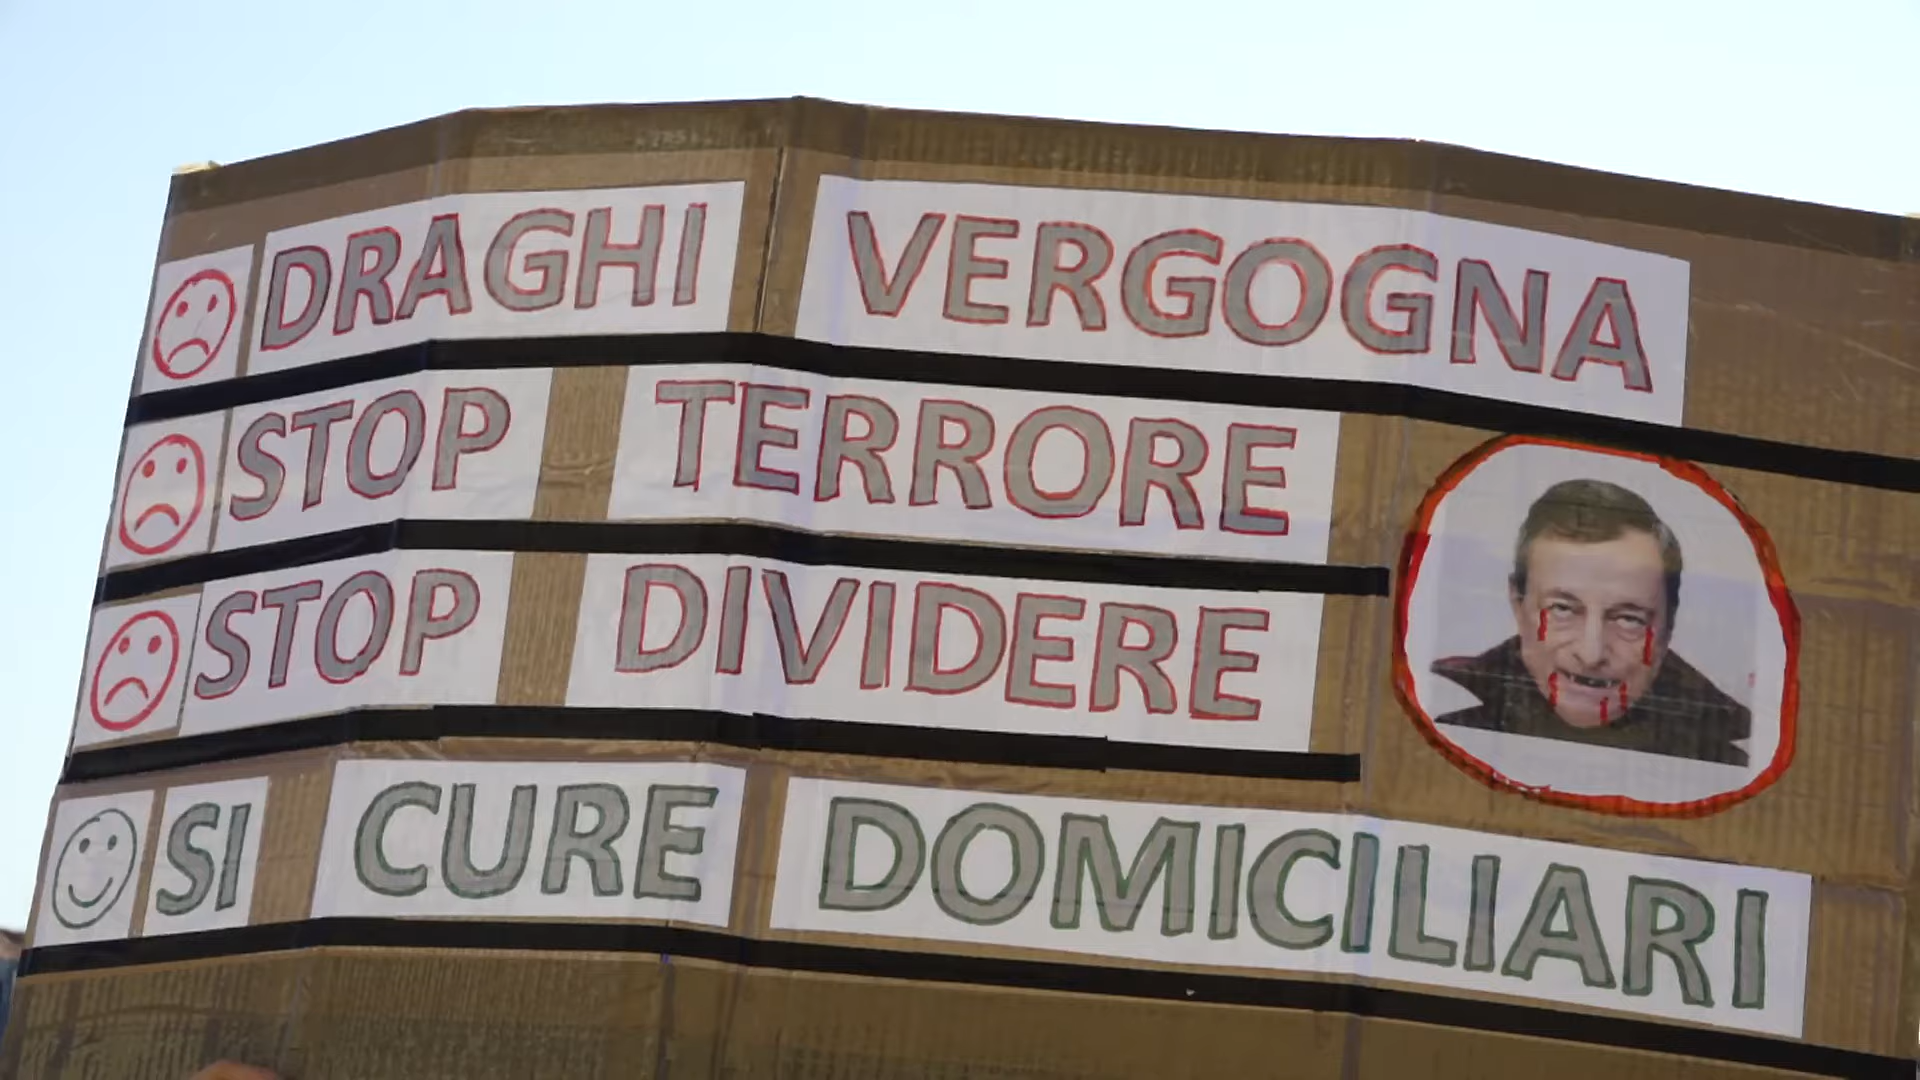 DRAGHI VERGOGNA
STOP TERRORE
STOP DIVIDERE
SI CURE DOMICILIARI